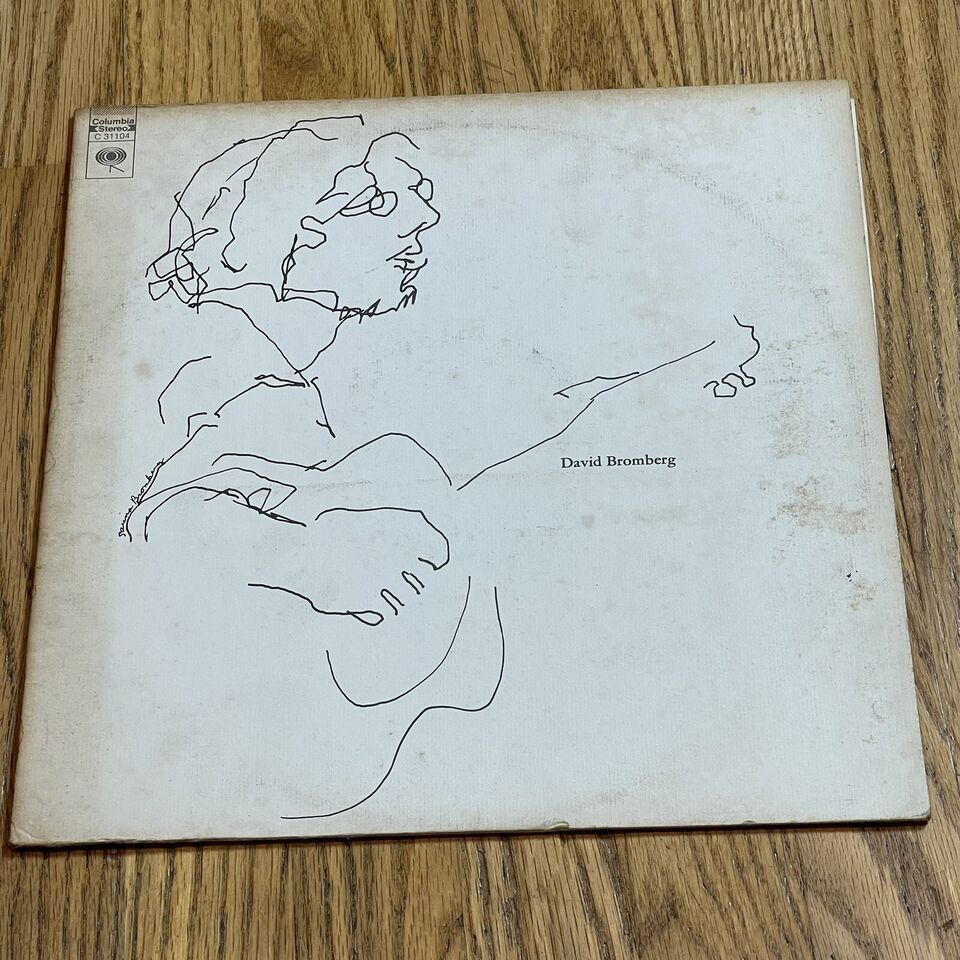 Columbia
Stereo
C 31104
David Bromberg